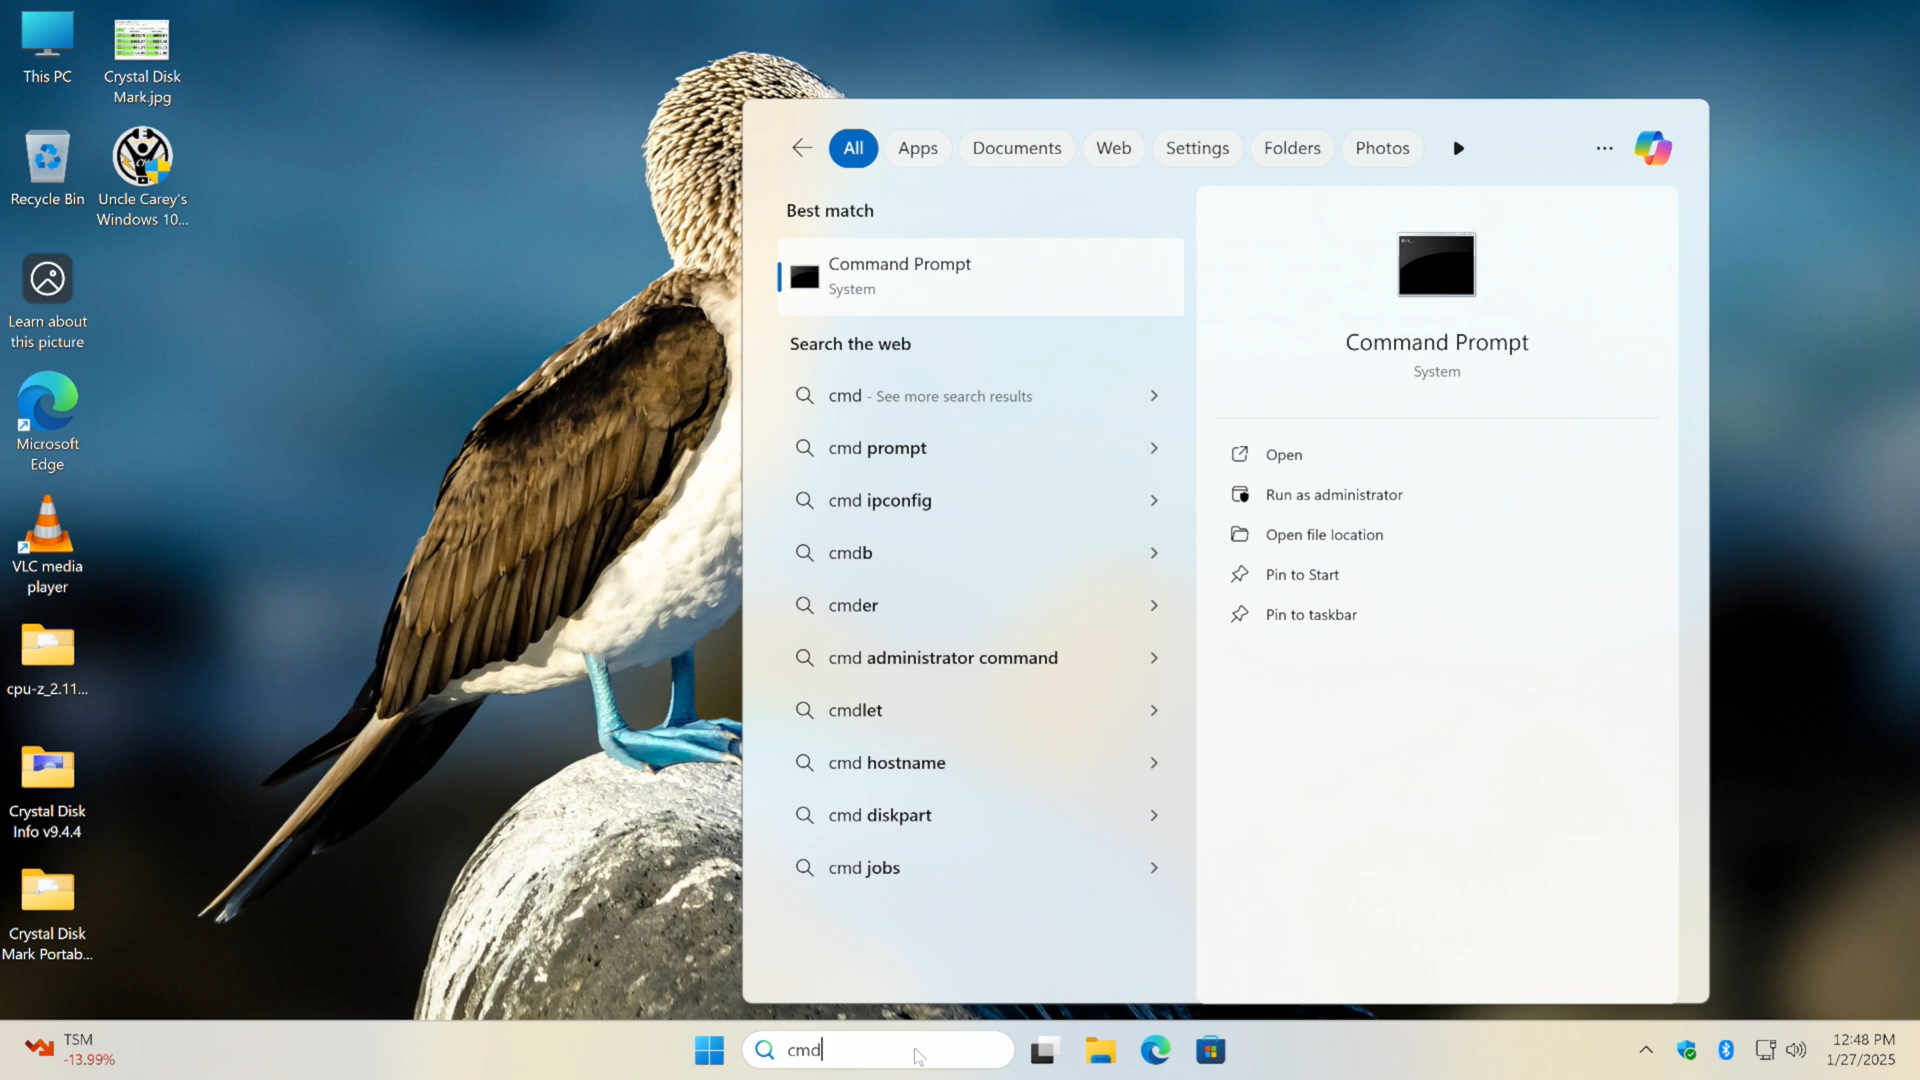 This PC
Crystal Disk
Mark.jpg
Recycle Bin
Uncle Carey's
Windows 10...
Learn about
this picture
Microsoft
Edge
VLC media
player
cpu-z_2.11...
Crystal Disk
Info v9.4.4
Crystal Disk
Mark Portab...
All
Apps
Documents
Web
Settings
Folders
Photos
Best match
Command Prompt
System
Search the web
cmd - See more search results
cmd prompt
cmd ipconfig
cmdb
cmder
cmd administrator command
cmdlet
cmd hostname
cmd diskpart
cmd jobs
Command Prompt
System
Open
Run as administrator
Open file location
Pin to Start
Pin to taskbar
TSM
-13.99%
cmd
12:48 PM
1/27/2025